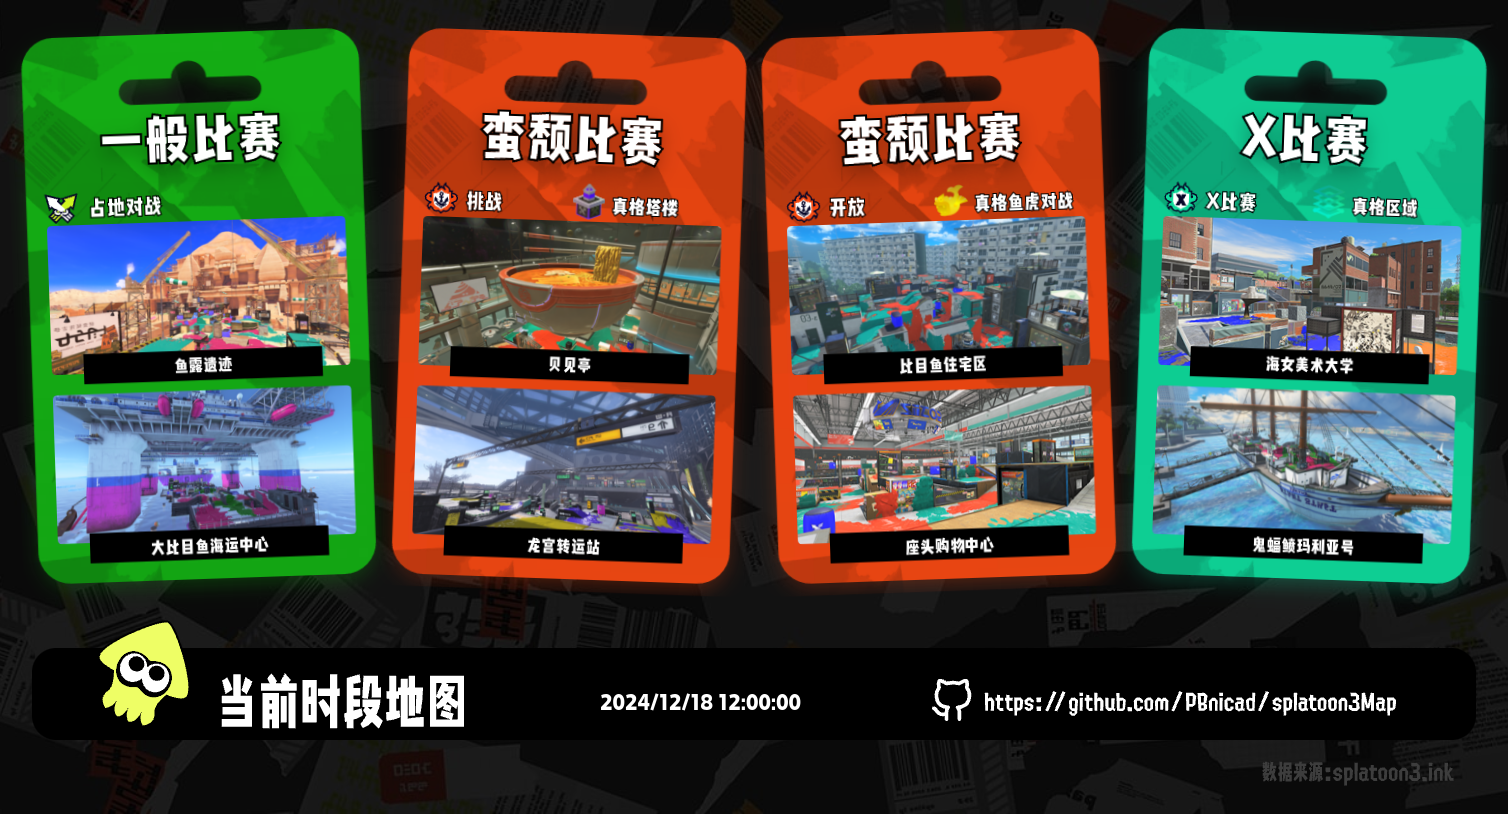 一般比赛
占地对战
鱼露遗迹
大比目鱼海运中心
蛮颓比赛
挑战
真格塔楼
贝见亭
龙宫转运站
蛮颓比赛
开放
真格鱼虎对战
比目鱼住宅区
座头购物中心
X比赛
X比赛
真格区域
海女美术大学
鬼蝠鲼玛利亚号
当前时段地图
2024/12/18 12:00:00
https://github.com/PBnicad/splatoon3Map
数据来源:splatoon3.ink